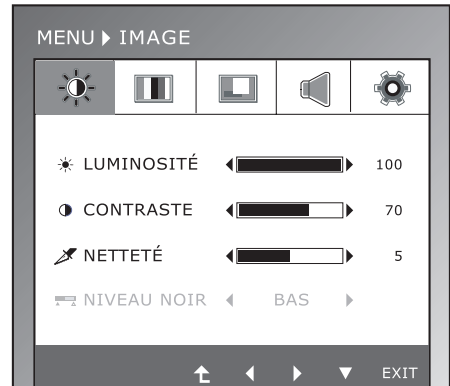 MENU IMAGE
LUMINOSITÉ 100
CONTRASTE 70
NETTETÉ 5
NIVEAU NOIR BAS
EXIT